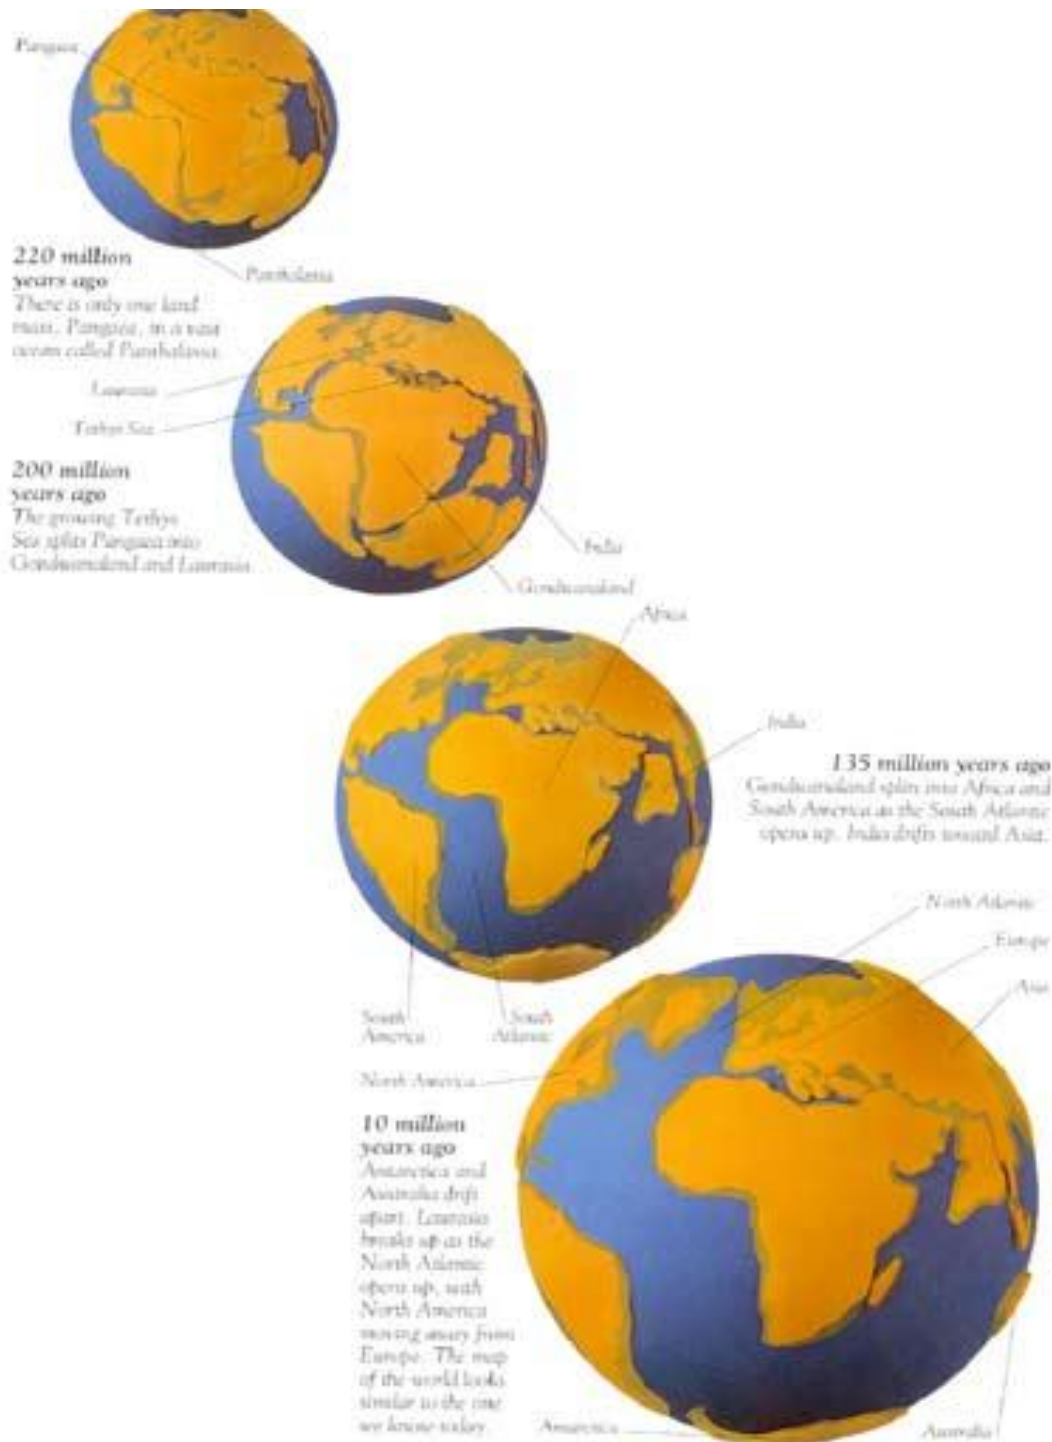 Pangaea
220 million
years ago
There is only one land
mass, Pangaea, in a vast
ocean called Panthalassa.
Panthalassa
Laurasia
Tethys Sea
200 million
years ago
The growing Tethys
Sea splits Pangaea into
Gondwanaland and Laurasia.
India
Gondwanaland
Africa
India
135 million years ago
Gondwanaland splits into Africa and
South America as the South Atlantic
opens up. India drifts toward Asia.
North Atlantic
Europe
Asia
South
America
South
Atlantic
North America
10 million
years ago
Antarctica and
Australia drift
apart. Laurasia
breaks up as the
North Atlantic
opens up, with
North America
moving away from
Europe. The map
of the world looks
similar to the one
we know today.
Antarctica
Australia